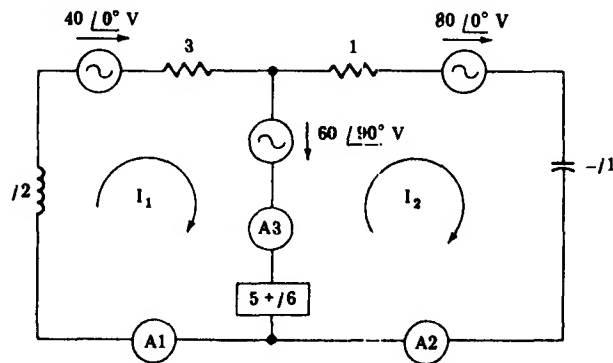 40 /0° V
80 /0° V
3
1
60 /90° V
/2
I₁
I₂
-/1
A3
5 + /6
A1
A2